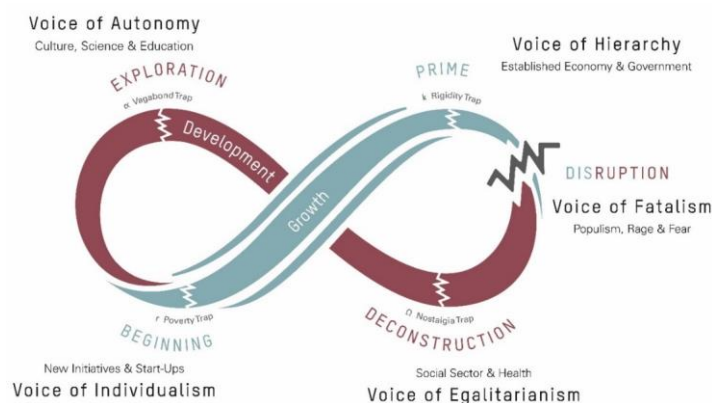 Voice of Autonomy
Culture, Science & Education
EXPLORATION
α Vagabond Trap
Development
Voice of Hierarchy
Established Economy & Government
PRIME
k Rigidity Trap
DISRUPTION
Voice of Fatalism
Populism, Rage & Fear
Growth
r Poverty Trap
BEGINNING
New Initiatives & Start-Ups
Voice of Individualism
Ω Nostalgia Trap
DECONSTRUCTION
Social Sector & Health
Voice of Egalitarianism